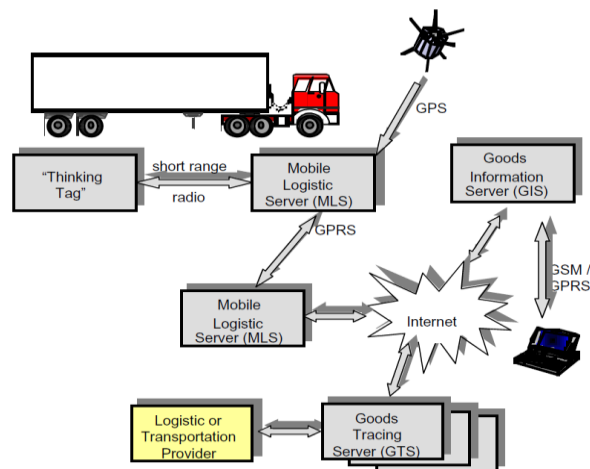 GPS
"Thinking
Tag"
short range
radio
Mobile
Logistic
Server (MLS)
Goods
Information
Server (GIS)
GPRS
GSM /
GPRS
Mobile
Logistic
Server (MLS)
Internet
Logistic or
Transportation
Provider
Goods
Tracing
Server (GTS)